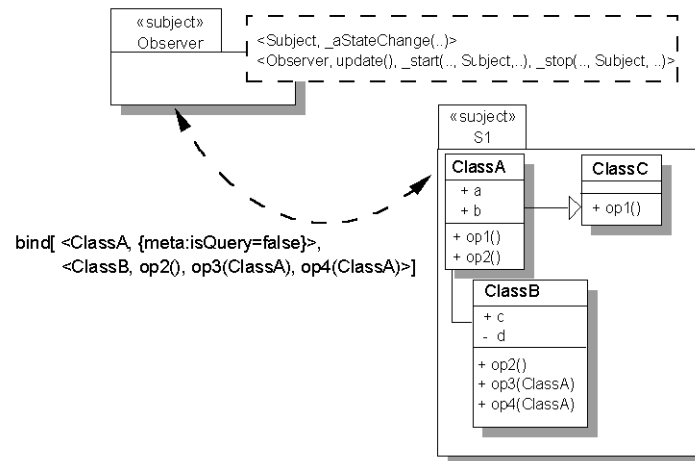 «subject»
Observer
<Subject, _aStateChange(..)>
<Observer, update(), _start(.., Subject,..), _stop(.., Subject, ..)>
«subject»
S1
ClassA
+ a
+ b
+ op1()
+ op2()
ClassC
+ op1()
bind[ <ClassA, {meta:isQuery=false}>,
<ClassB, op2(), op3(ClassA), op4(ClassA)>]
ClassB
+ c
- d
+ op2()
+ op3(ClassA)
+ op4(ClassA)